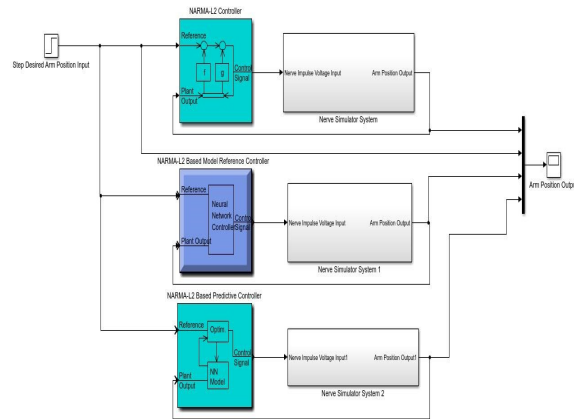 NARMA-L2 Controller
Reference
f
g
Control
Signal
Plant
Output
Step Desired Arm Position Input
Nerve Impulse Voltage Input
Arm Position Output
Nerve Simulator System
NARMA-L2 Based Model Reference Controller
Reference
Neural
Network
Controller
Control
Signal
Plant Output
Nerve Impulse Voltage Input
Arm Position Output
Nerve Simulator System 1
Arm Position Output
NARMA-L2 Based Predictive Controller
Reference
Optim.
Control
Signal
NN
Model
Plant
Output
Nerve Impulse Voltage Input1
Arm Position Output1
Nerve Simulator System 2